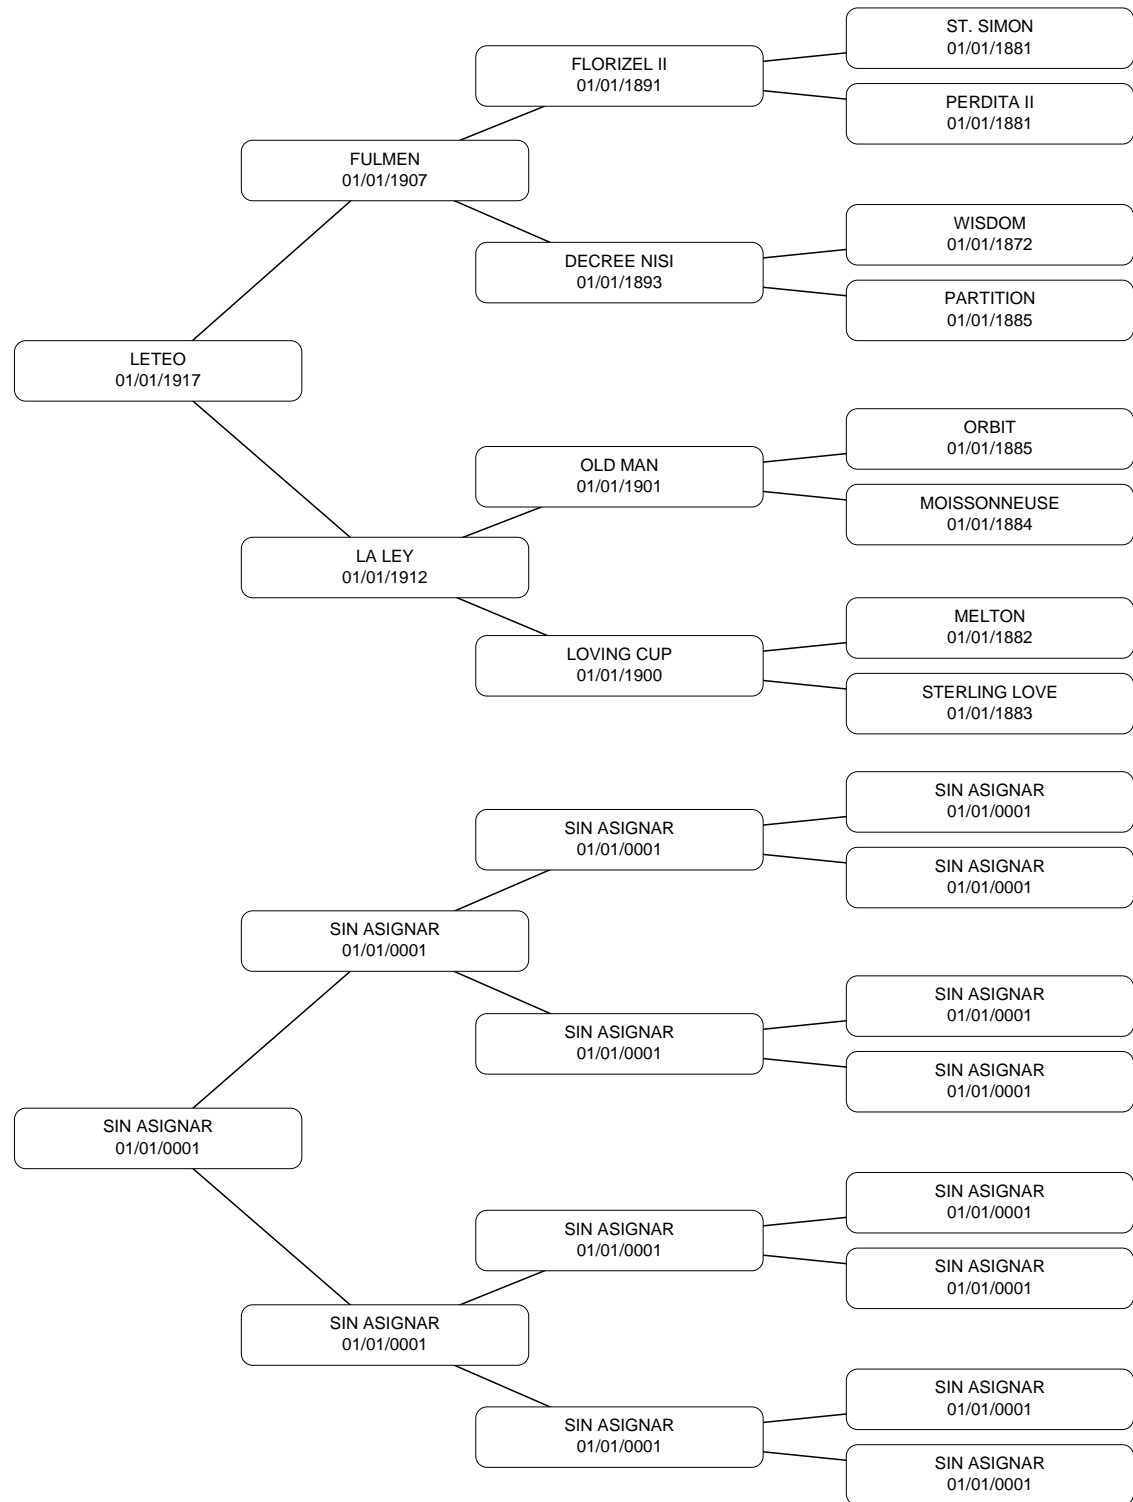 ST. SIMON
01/01/1881
FLORIZEL II
01/01/1891
PERDITA II
01/01/1881
FULMEN
01/01/1907
WISDOM
01/01/1872
DECREE NISI
01/01/1893
PARTITION
01/01/1885
LETEO
01/01/1917
ORBIT
01/01/1885
OLD MAN
01/01/1901
MOISSONNEUSE
01/01/1884
LA LEY
01/01/1912
MELTON
01/01/1882
LOVING CUP
01/01/1900
STERLING LOVE
01/01/1883
SIN ASIGNAR
01/01/0001
SIN ASIGNAR
01/01/0001
SIN ASIGNAR
01/01/0001
SIN ASIGNAR
01/01/0001
SIN ASIGNAR
01/01/0001
SIN ASIGNAR
01/01/0001
SIN ASIGNAR
01/01/0001
SIN ASIGNAR
01/01/0001
SIN ASIGNAR
01/01/0001
SIN ASIGNAR
01/01/0001
SIN ASIGNAR
01/01/0001
SIN ASIGNAR
01/01/0001
SIN ASIGNAR
01/01/0001
SIN ASIGNAR
01/01/0001
SIN ASIGNAR
01/01/0001